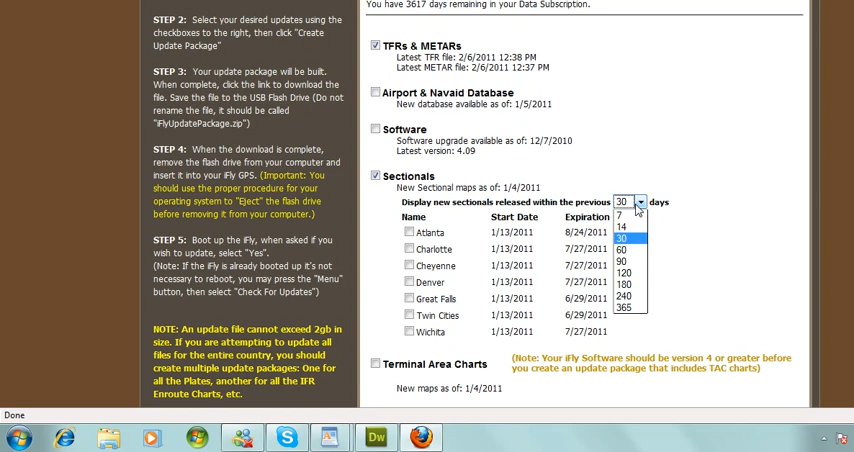 You have 3617 days remaining in your Data Subscription.
STEP 2: Select your desired updates using the
checkboxes to the right, then click "Create
Update Package"
STEP 3: Your update package will be built.
When complete, click the link to download the
file. Save the file to the USB Flash Drive (Do not
rename the file, it should be called
"iFlyUpdatePackage.zip")
STEP 4: When the download is complete,
remove the flash drive from your computer and
insert it into your iFly GPS. (Important: You
should use the proper procedure for your
operating system to "Eject" the flash drive
before removing it from your computer.)
STEP 5: Boot up the iFly, when asked if you
wish to update, select "Yes".
(Note: If the iFly is already booted up it's not
necessary to reboot, you may press the "Menu"
button, then select "Check For Updates")
NOTE: An update file cannot exceed 2gb in
size. If you are attempting to update all
files for the entire country, you should
create multiple update packages: One for
all the Plates, another for all the IFR
Enroute Charts, etc.
TFRs & METARs
Latest TFR file: 2/6/2011 12:38 PM
Latest METAR file: 2/6/2011 12:37 PM
Airport & Navaid Database
New database available as of: 1/5/2011
Software
Software upgrade available as of: 12/7/2010
Latest version: 4.09
Sectionals
New Sectional maps as of: 1/4/2011
Display new sectionals released within the previous 30 days
Name Start Date Expiration
Atlanta 1/13/2011 8/24/2011
Charlotte 1/13/2011 7/27/2011
Cheyenne 1/13/2011 7/27/2011
Denver 1/13/2011 7/27/2011
Great Falls 1/13/2011 6/29/2011
Twin Cities 1/13/2011 6/29/2011
Wichita 1/13/2011 7/27/2011
7
14
30
60
90
120
180
240
365
Terminal Area Charts
(Note: Your iFly Software should be version 4 or greater before
you create an update package that includes TAC charts)
New maps as of: 1/4/2011
Done
Dw